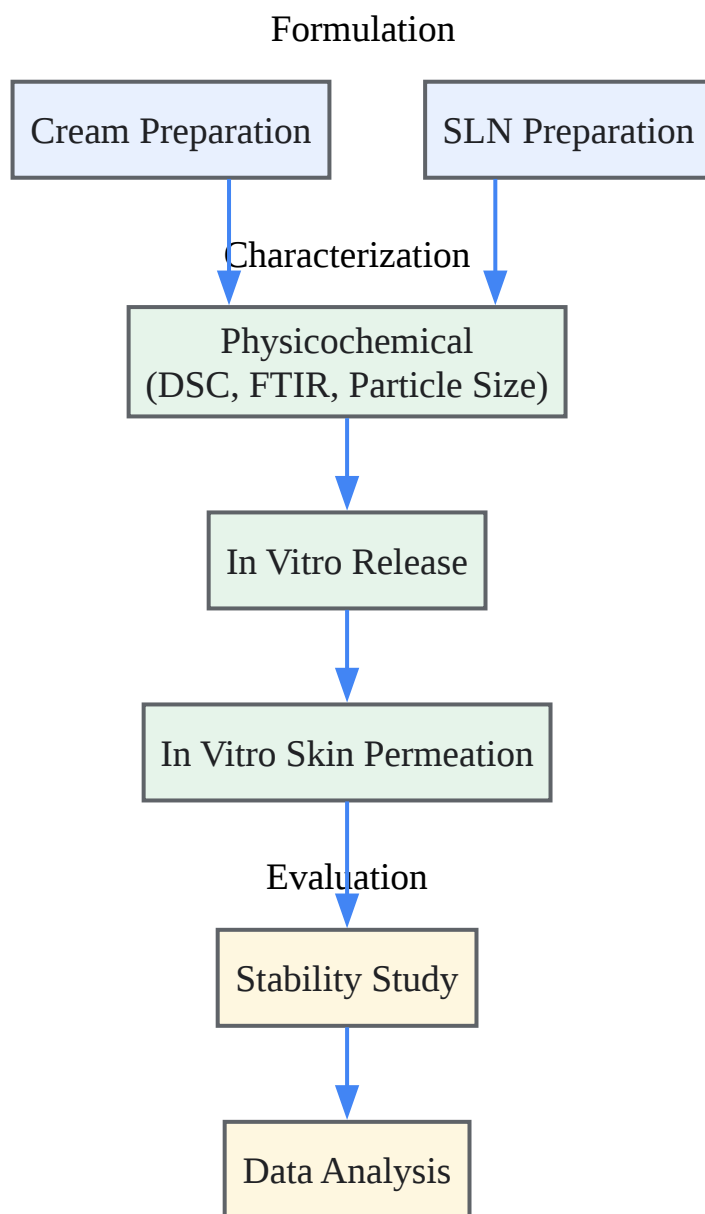 Formulation
Cream Preparation
SLN Preparation
Characterization
Physicochemical
(DSC, FTIR, Particle Size)
In Vitro Release
In Vitro Skin Permeation
Evaluation
Stability Study
Data Analysis